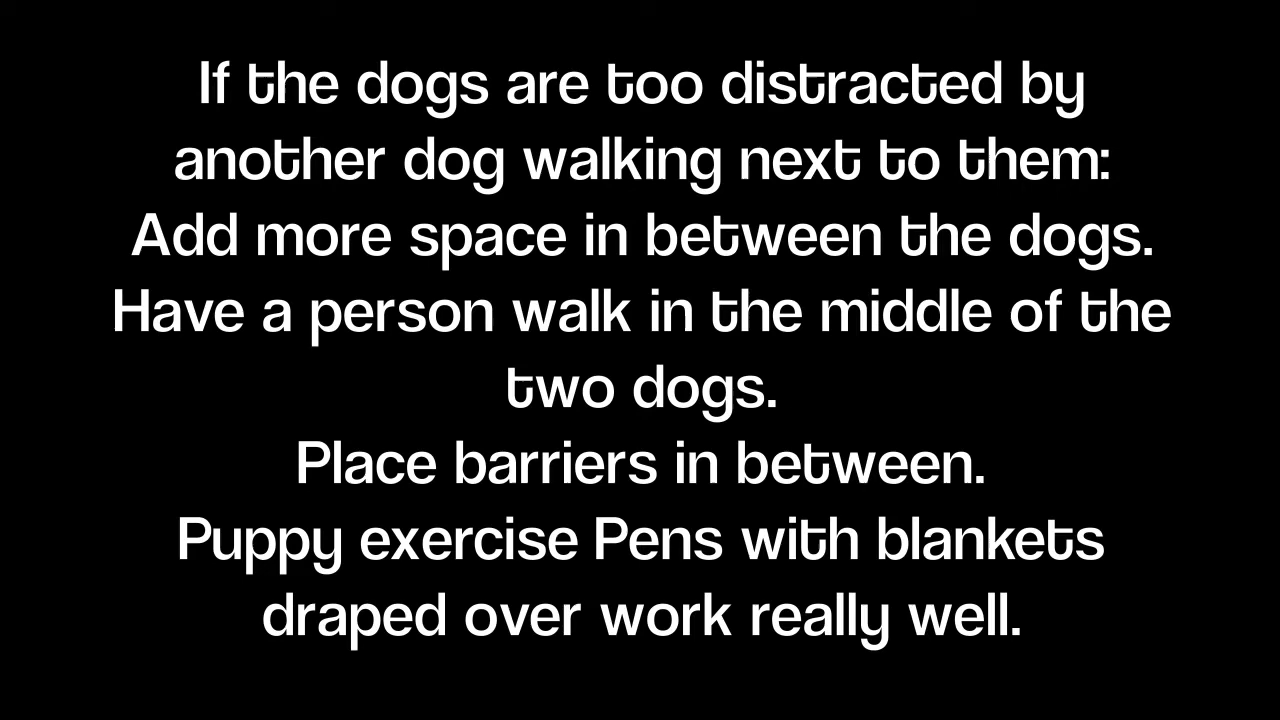 If the dogs are too distracted by
another dog walking next to them:
Add more space in between the dogs.
Have a person walk in the middle of the
two dogs.
Place barriers in between.
Puppy exercise Pens with blankets
draped over work really well.